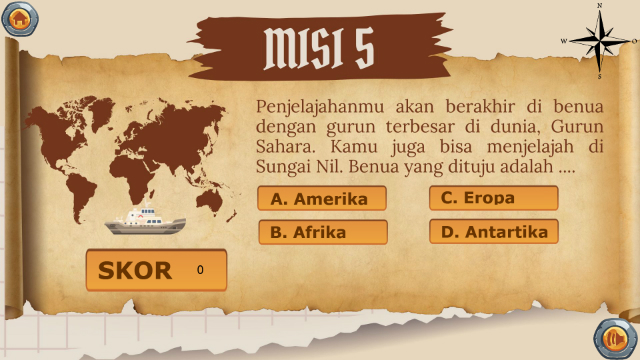 MISI 5
N
W
O
S
Penjelajahanmu akan berakhir di benua
dengan gurun terbesar di dunia, Gurun
Sahara. Kamu juga bisa menjelajah di
Sungai Nil. Benua yang dituju adalah ....
A. Amerika
C. Eropa
B. Afrika
D. Antartika
SKOR 0